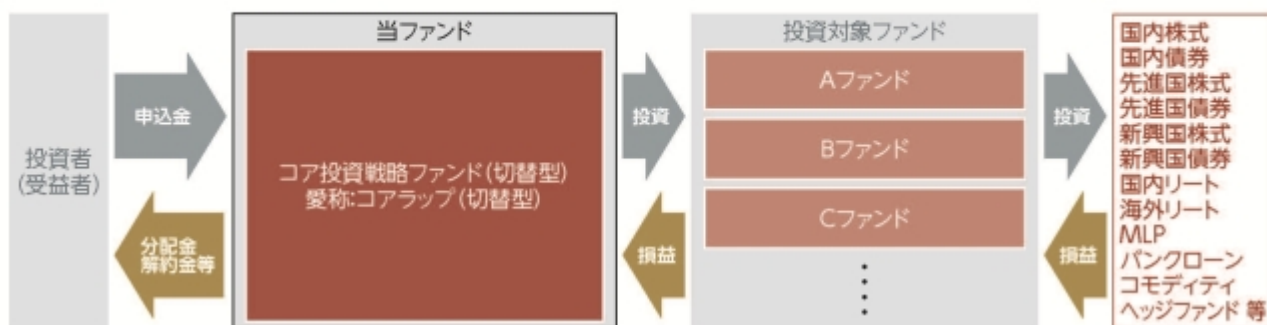 投資者
(受益者)
申込金
分配金
解約金等
当ファンド
コア投資戦略ファンド(切替型)
愛称:コアラップ(切替型)
投資
損益
投資対象ファンド
Aファンド
Bファンド
Cファンド
投資
損益
国内株式
国内債券
先進国株式
先進国債券
新興国株式
新興国債券
国内リート
海外リート
MLP
バンクローン
コモディティ
ヘッジファンド 等